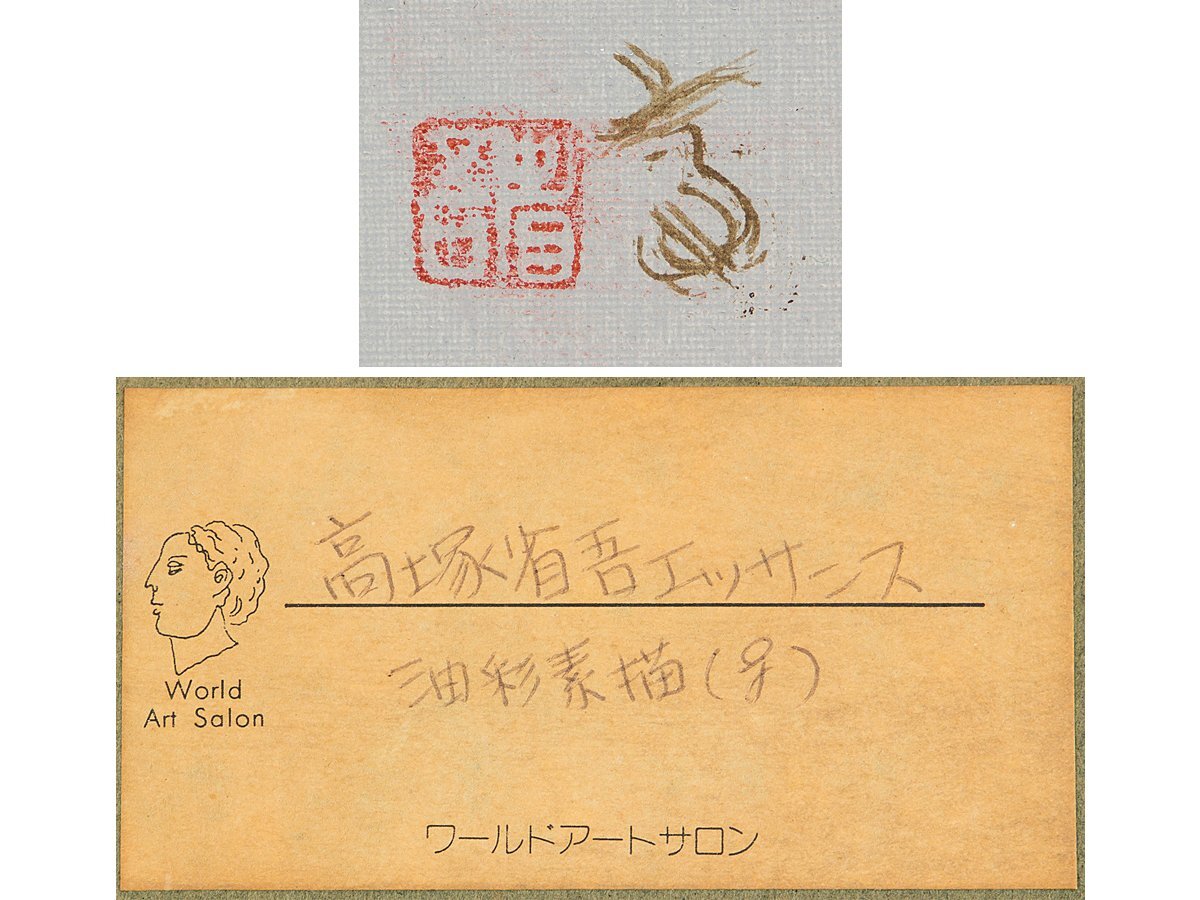 高塚省吾エッサンス
World
Art Salon
油彩素描(女)
ワールドアートサロン